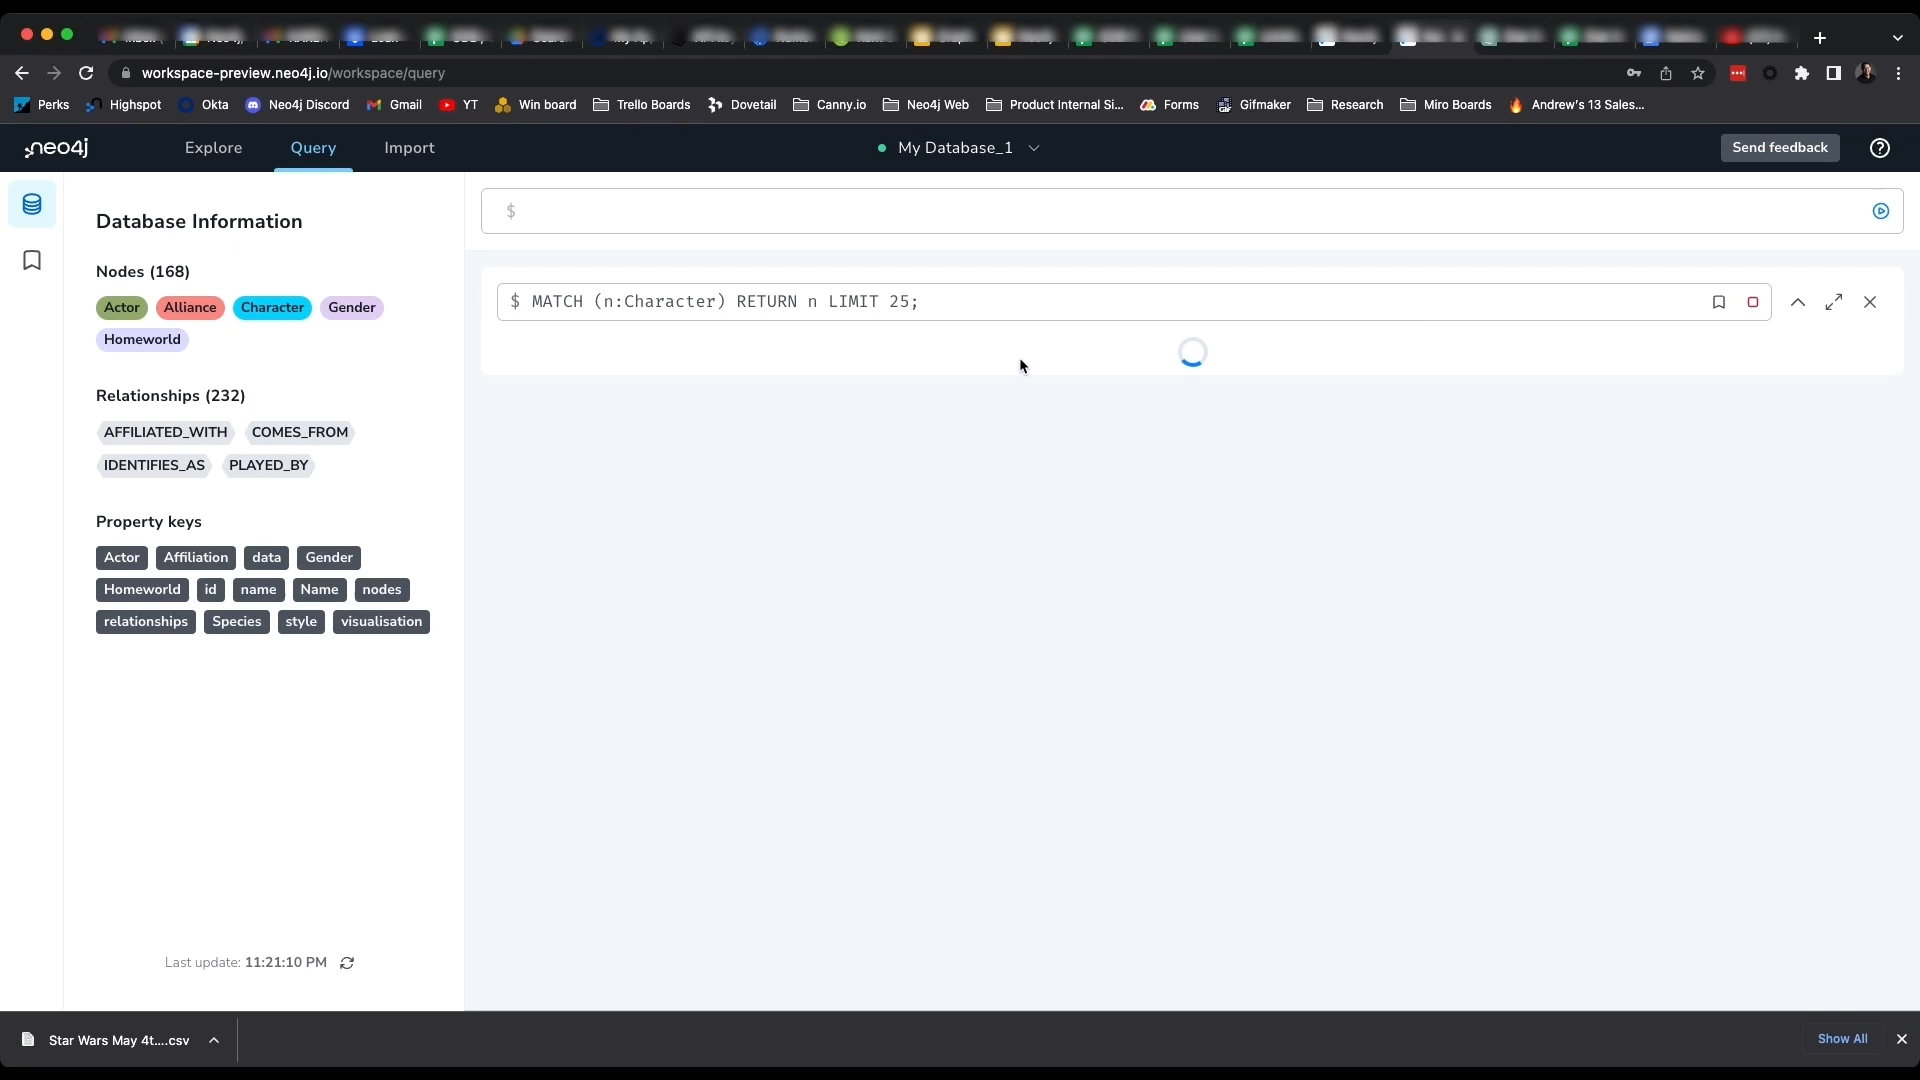 workspace-preview.neo4j.io/workspace/query
Perks Highspot Okta Neo4j Discord Gmail YT Win board Trello Boards Dovetail Canny.io Neo4j Web Product Internal Si... Forms Gifmaker Research Miro Boards Andrew's 13 Sales...
neo4j Explore Query Import My Database_1 Send feedback
Database Information
$
Nodes (168)
Actor Alliance Character Gender
Homeworld
$ MATCH (n:Character) RETURN n LIMIT 25;
Relationships (232)
AFFILIATED_WITH COMES_FROM
IDENTIFIES_AS PLAYED_BY
Property keys
Actor Affiliation data Gender
Homeworld id name Name nodes
relationships Species style visualisation
Last update: 11:21:10 PM
Star Wars May 4t....csv
Show All